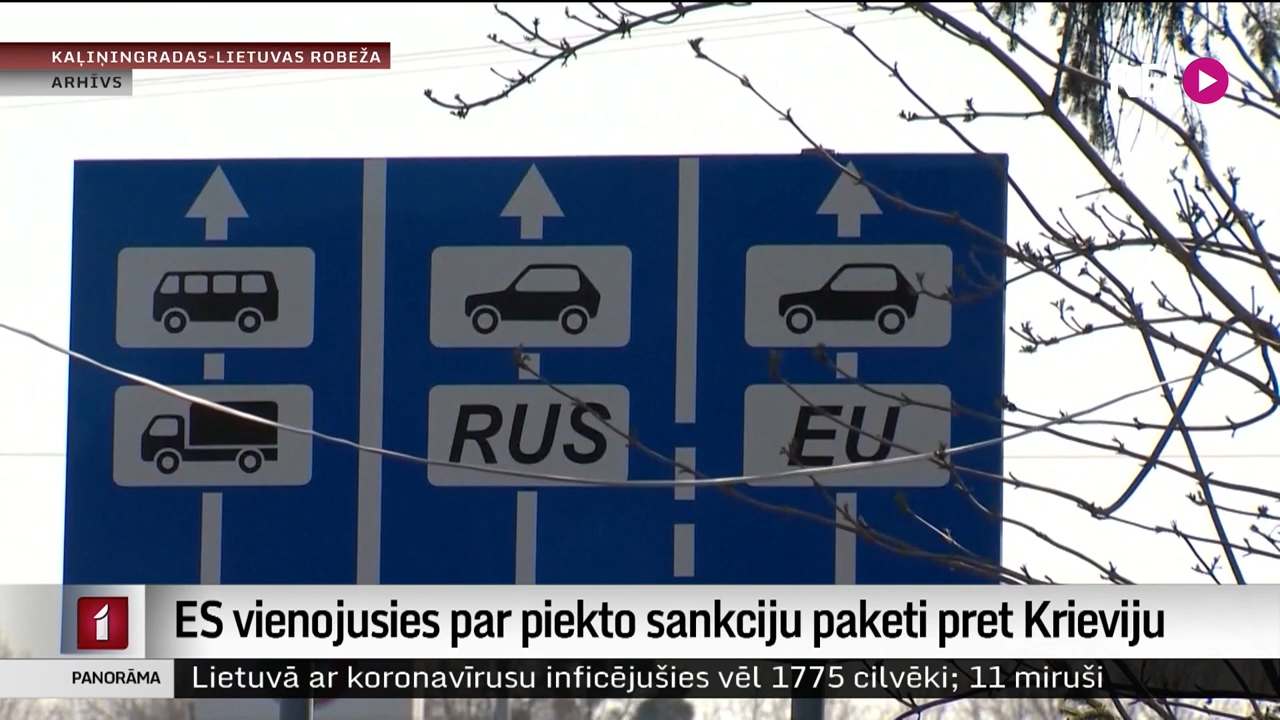 KAĻIŅINGRADAS-LIETUVAS ROBEŽA
ARHĪVS
RUS
EU
1
ES vienojusies par piekto sankciju paketi pret Krieviju
PANORĀMA
Lietuvā ar koronavīrusu inficējušies vēl 1775 cilvēki; 11 miruši